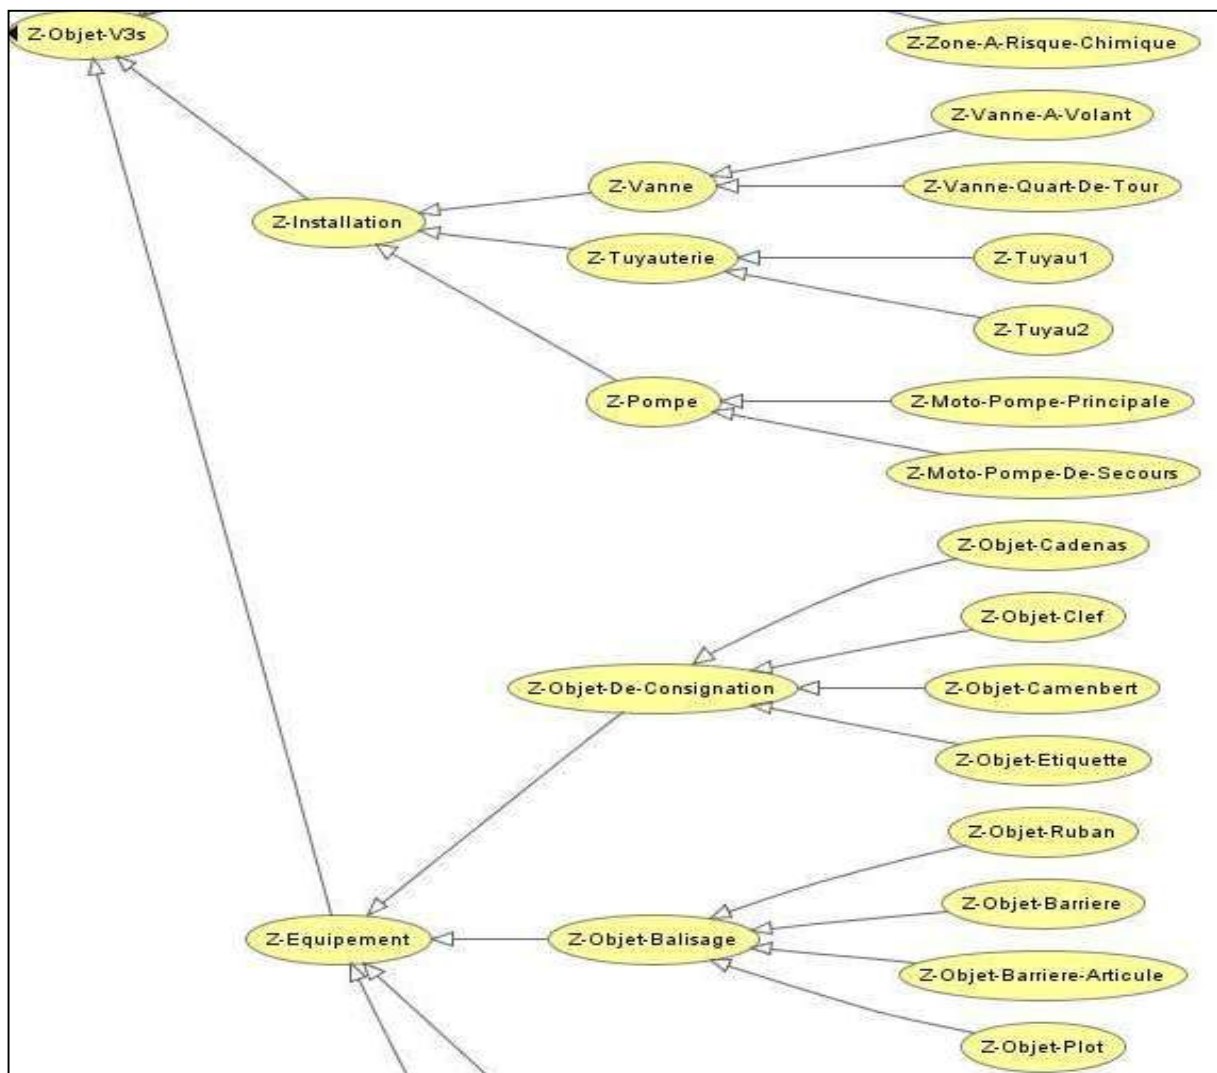 Z-Objet-V3s
Z-Zone-A-Risque-Chimique
Z-Vanne-A-Volant
Z-Vanne
Z-Vanne-Quart-De-Tour
Z-Installation
Z-Tuyauterie
Z-Tuyau1
Z-Tuyau2
Z-Pompe
Z-Moto-Pompe-Principale
Z-Moto-Pompe-De-Secours
Z-Objet-Cadenas
Z-Objet-Clef
Z-Objet-De-Consignation
Z-Objet-Camenbert
Z-Objet-Etiquette
Z-Objet-Ruban
Z-Objet-Barriere
Z-Equipement
Z-Objet-Balisage
Z-Objet-Barriere-Articule
Z-Objet-Plot